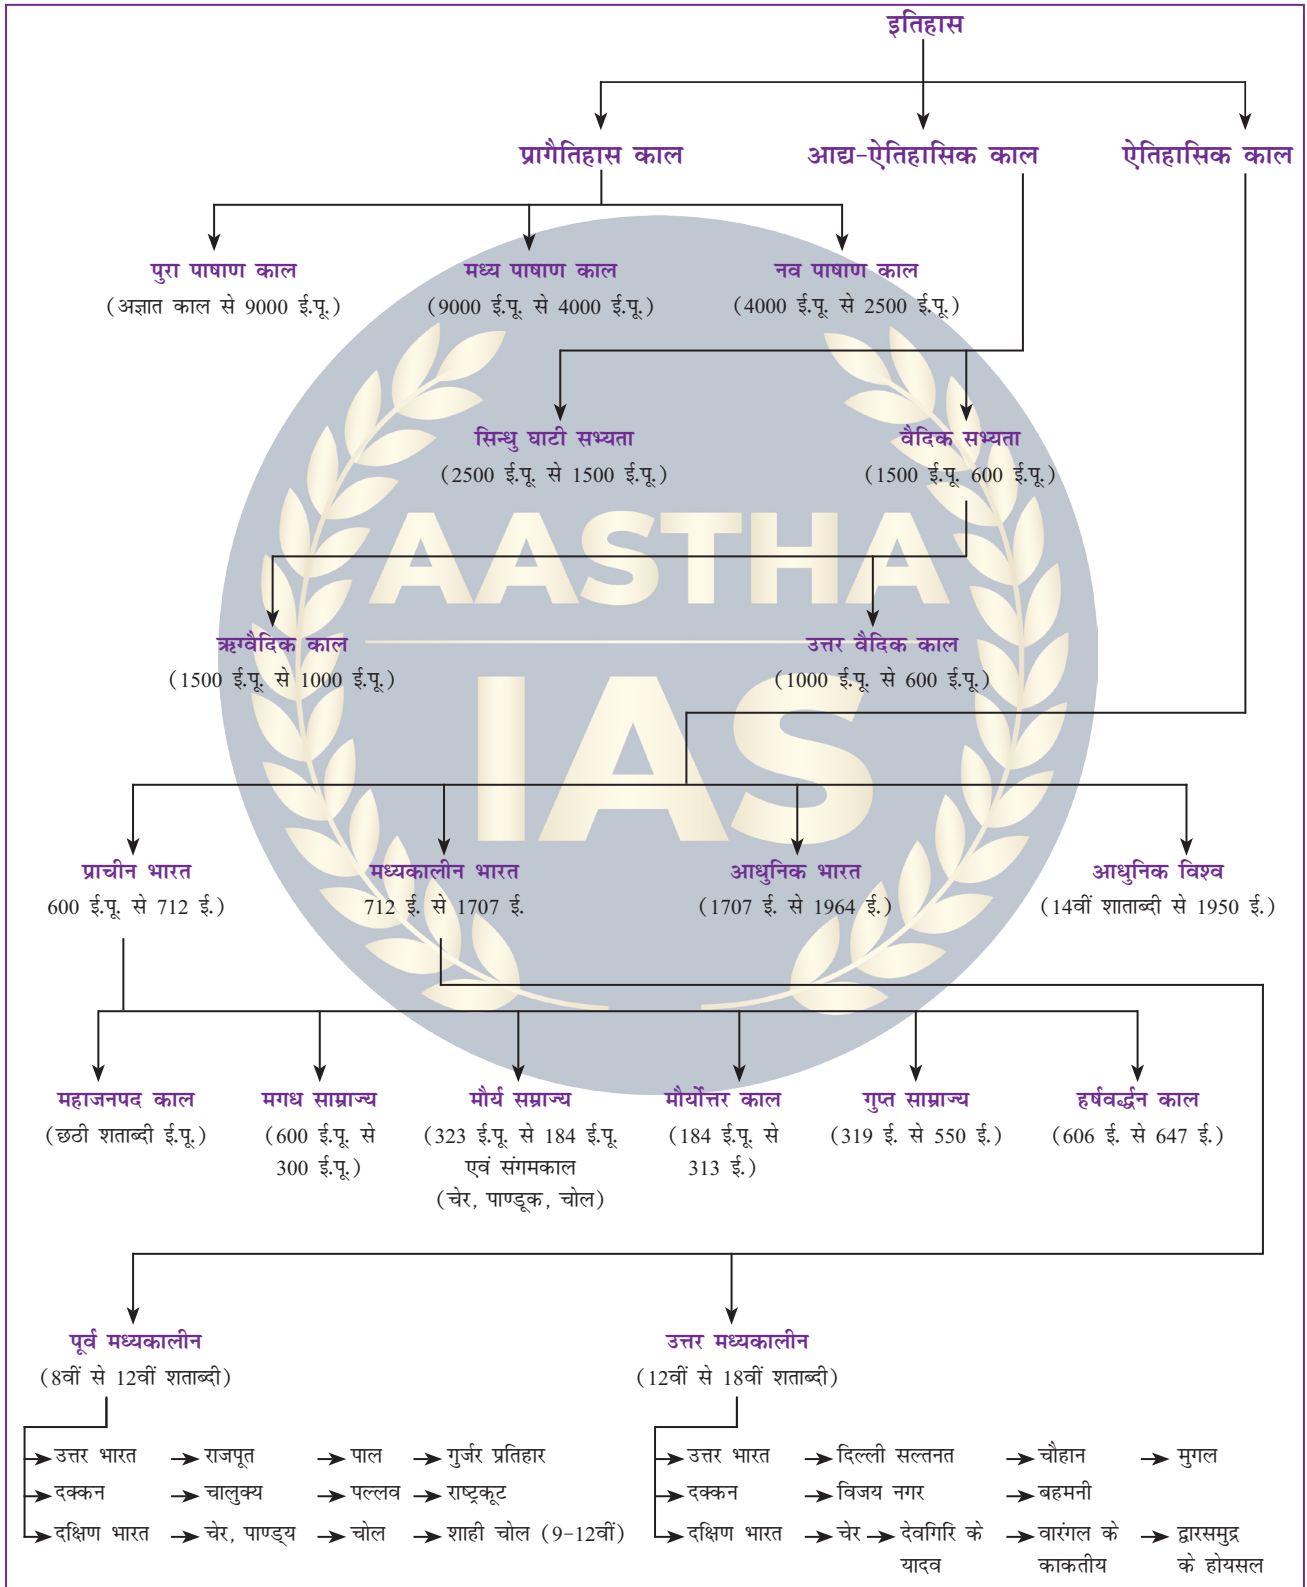 इतिहास
प्रागैतिहास काल आद्य-ऐतिहासिक काल ऐतिहासिक काल
पुरा पाषाण काल मध्य पाषाण काल नव पाषाण काल
(अज्ञात काल से 9000 ई.पू.) (9000 ई.पू. से 4000 ई.पू.) (4000 ई.पू. से 2500 ई.पू.)
सिन्धु घाटी सभ्यता वैदिक सभ्यता
(2500 ई.पू. से 1500 ई.पू.) (1500 ई.पू. 600 ई.पू.)
AASTHA
ऋग्वैदिक काल उत्तर वैदिक काल
(1500 ई.पू. से 1000 ई.पू.) (1000 ई.पू. से 600 ई.पू.)
IAS
प्राचीन भारत मध्यकालीन भारत आधुनिक भारत आधुनिक विश्व
600 ई.पू. से 712 ई.) 712 ई. से 1707 ई. (1707 ई. से 1964 ई.) (14वीं शाताब्दी से 1950 ई.)
महाजनपद काल मगध साम्राज्य मौर्य सम्राज्य मौर्योत्तर काल गुप्त साम्राज्य हर्षवर्द्धन काल
(छठी शताब्दी ई.पू.) (600 ई.पू. से (323 ई.पू. से 184 ई.पू. (184 ई.पू. से (319 ई. से 550 ई.) (606 ई. से 647 ई.)
300 ई.पू.) एवं संगमकाल 313 ई.)
(चेर, पाण्डूक, चोल)
पूर्व मध्यकालीन उत्तर मध्यकालीन
(8वीं से 12वीं शताब्दी) (12वीं से 18वीं शताब्दी)
उत्तर भारत राजपूत पाल गुर्जर प्रतिहार उत्तर भारत दिल्ली सल्तनत चौहान मुगल
दक्कन चालुक्य पल्लव राष्ट्रकूट दक्कन विजय नगर बहमनी
दक्षिण भारत चेर, पाण्ड्य चोल शाही चोल (9-12वीं) दक्षिण भारत चेर देवगिरि के वारंगल के द्वारसमुद्र
यादव काकतीय के होयसल